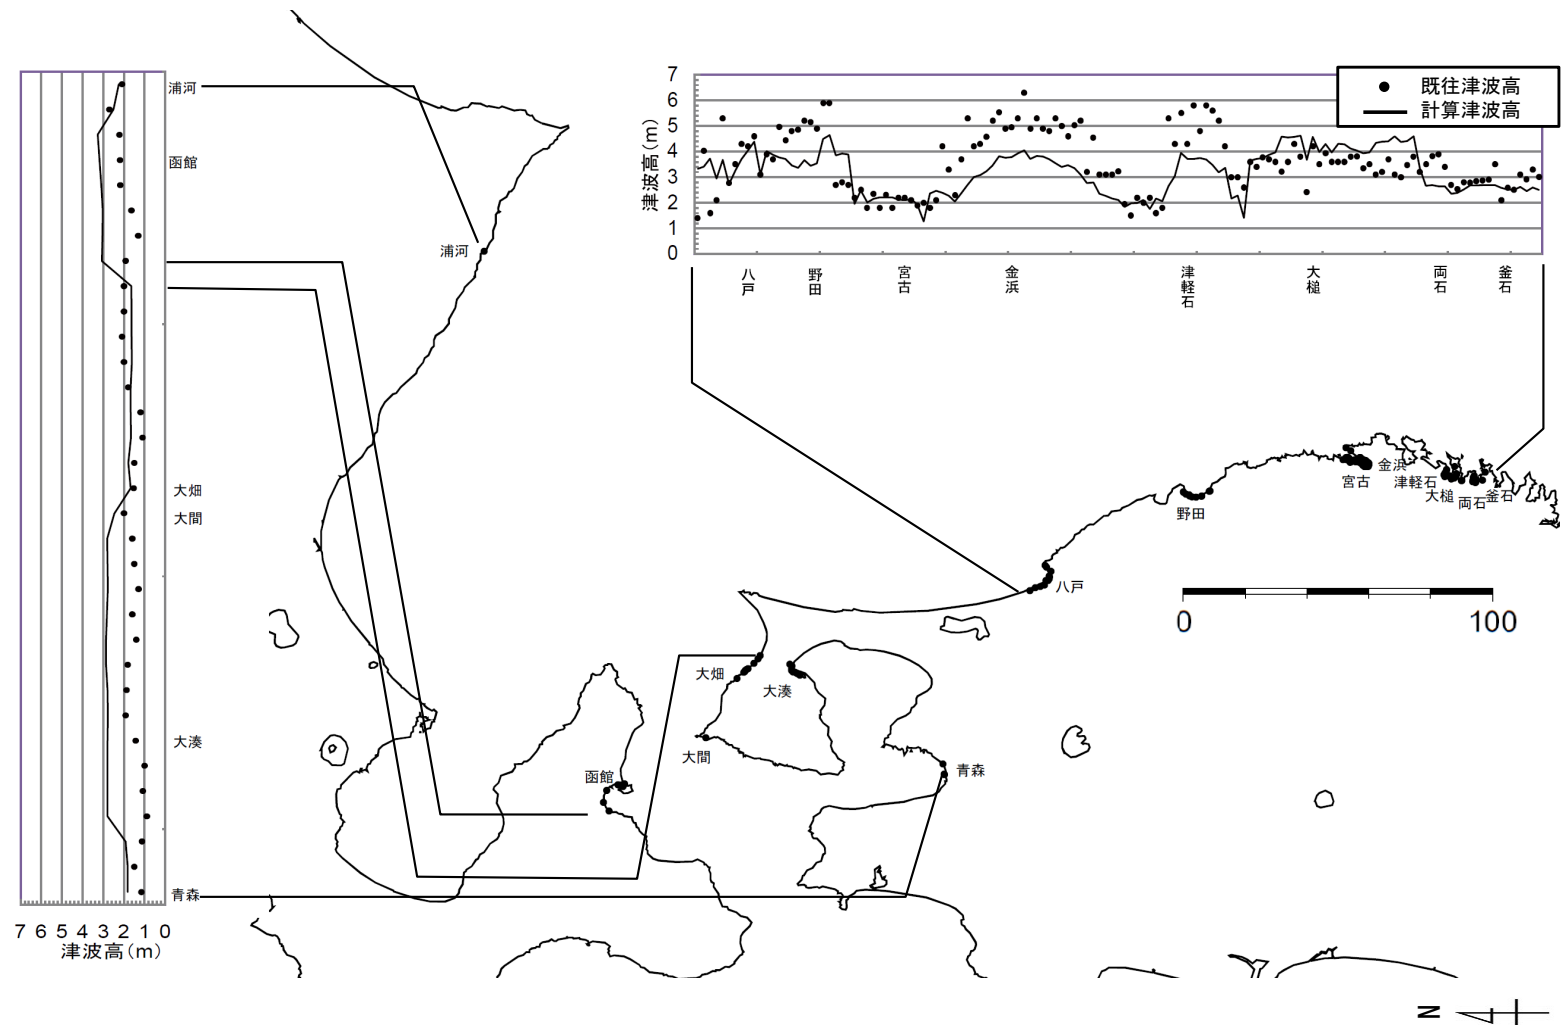 既往津波高
計算津波高
津波高(m)
7
6
5
4
3
2
1
0
八戸
野田
宮古
金浜
津軽石
大槌
両石
釜石
浦河
函館
大畑
大間
大湊
青森
7 6 5 4 3 2 1 0
津波高(m)
浦河
金浜
宮古
津軽石
大槌
両石
釜石
野田
八戸
0 100
大畑
大湊
大間
函館
青森
N